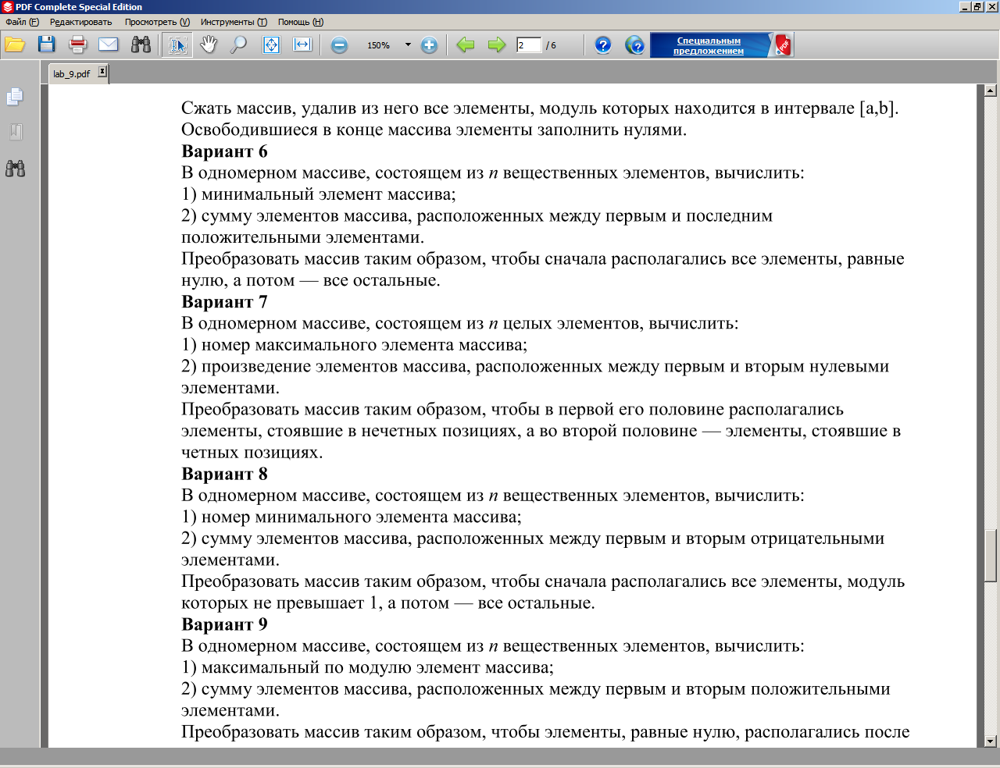 PDF Complete Special Edition
Файл (F) Редактировать Просмотреть (V) Инструменты (T) Помощь (H)
150% 2 / 6 Специальным предложением PDF
lab_9.pdf
Сжать массив, удалив из него все элементы, модуль которых находится в интервале [a,b].
Освободившиеся в конце массива элементы заполнить нулями.
Вариант 6
В одномерном массиве, состоящем из n вещественных элементов, вычислить:
1) минимальный элемент массива;
2) сумму элементов массива, расположенных между первым и последним
положительными элементами.
Преобразовать массив таким образом, чтобы сначала располагались все элементы, равные
нулю, а потом — все остальные.
Вариант 7
В одномерном массиве, состоящем из n целых элементов, вычислить:
1) номер максимального элемента массива;
2) произведение элементов массива, расположенных между первым и вторым нулевыми
элементами.
Преобразовать массив таким образом, чтобы в первой его половине располагались
элементы, стоявшие в нечетных позициях, а во второй половине — элементы, стоявшие в
четных позициях.
Вариант 8
В одномерном массиве, состоящем из n вещественных элементов, вычислить:
1) номер минимального элемента массива;
2) сумму элементов массива, расположенных между первым и вторым отрицательными
элементами.
Преобразовать массив таким образом, чтобы сначала располагались все элементы, модуль
которых не превышает 1, а потом — все остальные.
Вариант 9
В одномерном массиве, состоящем из n вещественных элементов, вычислить:
1) максимальный по модулю элемент массива;
2) сумму элементов массива, расположенных между первым и вторым положительными
элементами.
Преобразовать массив таким образом, чтобы элементы, равные нулю, располагались после